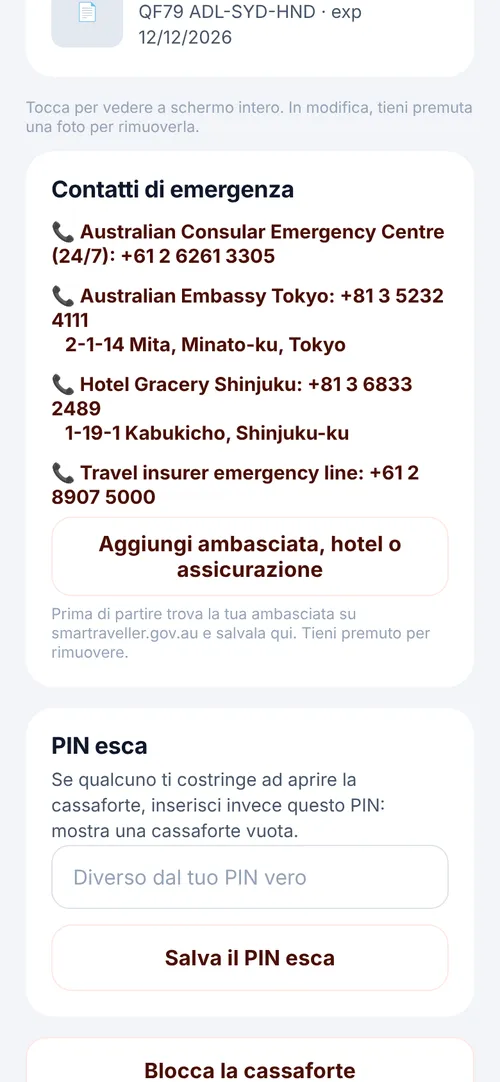 QF79 ADL-SYD-HND · exp
12/12/2026
Tocca per vedere a schermo intero. In modifica, tieni premuta
una foto per rimuoverla.
Contatti di emergenza
📞 Australian Consular Emergency Centre
(24/7): +61 2 6261 3305
📞 Australian Embassy Tokyo: +81 3 5232
4111
2-1-14 Mita, Minato-ku, Tokyo
📞 Hotel Gracery Shinjuku: +81 3 6833
2489
1-19-1 Kabukicho, Shinjuku-ku
📞 Travel insurer emergency line: +61 2
8907 5000
Aggiungi ambasciata, hotel o
assicurazione
Prima di partire trova la tua ambasciata su
smartraveller.gov.au e salvala qui. Tieni premuto per
rimuovere.
PIN esca
Se qualcuno ti costringe ad aprire la
cassaforte, inserisci invece questo PIN:
mostra una cassaforte vuota.
Diverso dal tuo PIN vero
Salva il PIN esca
Blocca la cassaforte